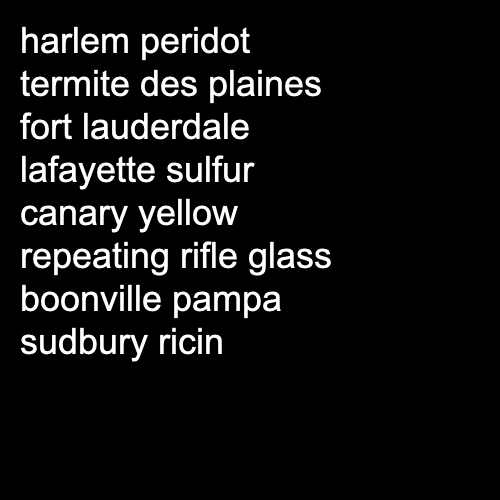 harlem peridot
termite des plaines
fort lauderdale
lafayette sulfur
canary yellow
repeating rifle glass
boonville pampa
sudbury ricin